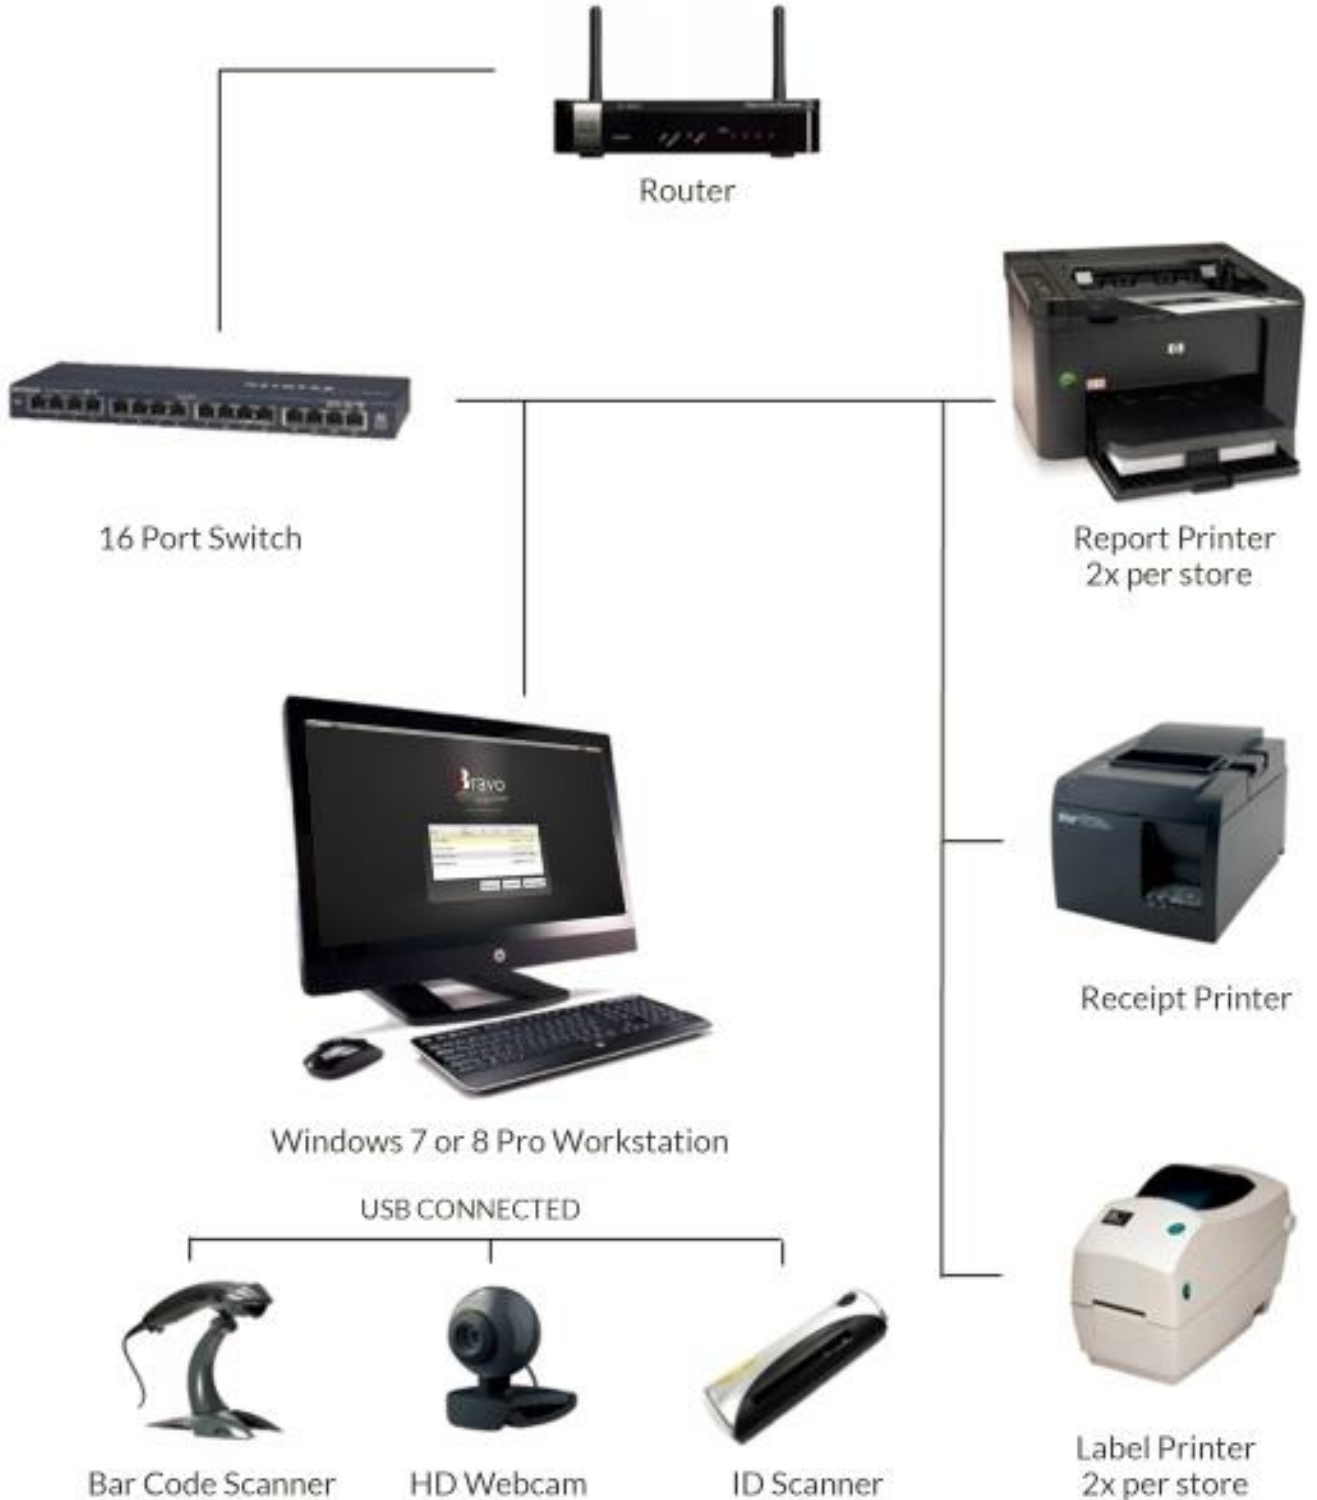 Router
16 Port Switch
Report Printer
2x per store
Bravo
Receipt Printer
Windows 7 or 8 Pro Workstation
USB CONNECTED
Bar Code Scanner
HD Webcam
ID Scanner
Label Printer
2x per store